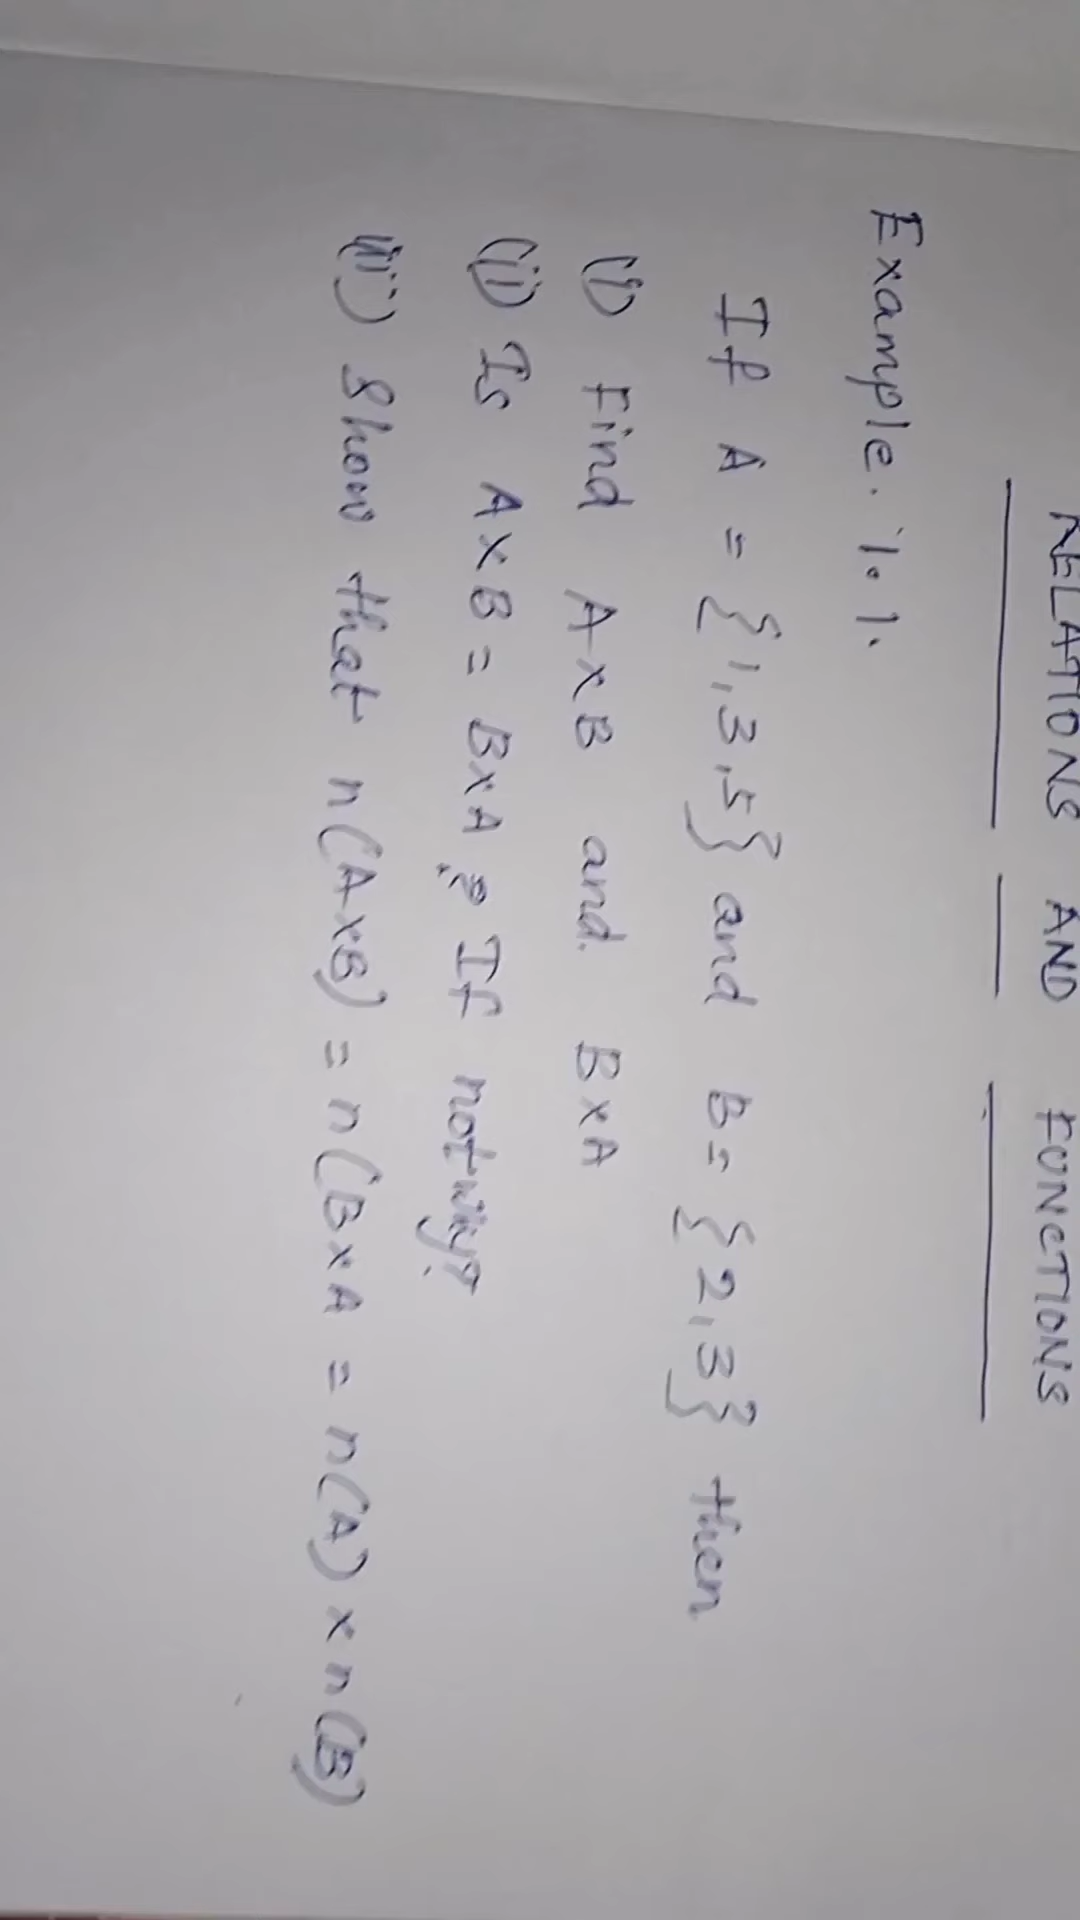 RELATIONS AND FUNCTIONS
Example. 1.1.
If A = {1,3,5} and B= {2,3} then
(i) Find A×B and. B×A
(ii) Is A×B = B×A ? If not why?
(iii) Show that n(A×B) = n(B×A = n(A) × n(B)